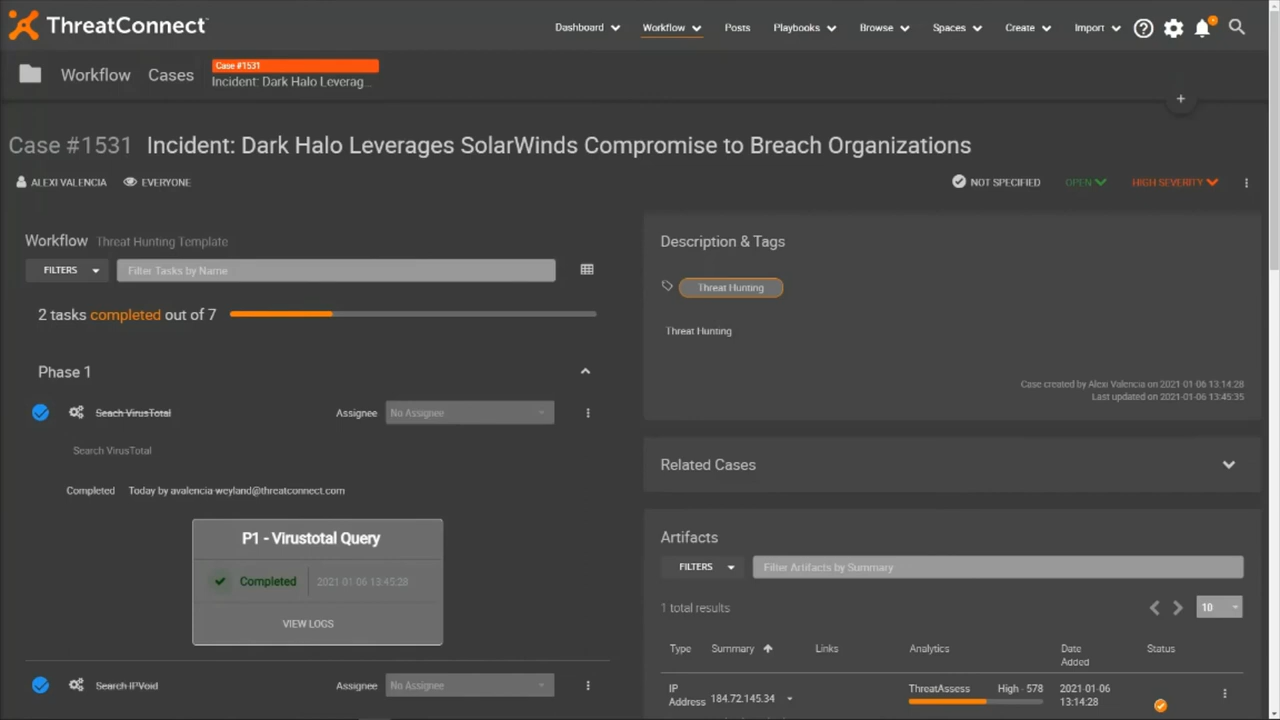 ThreatConnect
Dashboard Workflow Posts Playbooks Browse Spaces Create Import
Workflow Cases Case #1531
Incident: Dark Halo Leverag...
Case #1531 Incident: Dark Halo Leverages SolarWinds Compromise to Breach Organizations
ALEXI VALENCIA EVERYONE NOT SPECIFIED OPEN HIGH SEVERITY
Workflow Threat Hunting Template
FILTERS Filter Tasks by Name
2 tasks completed out of 7
Phase 1
Seach VirusTotal Assignee No Assignee
Search VirusTotal
Completed Today by avalencia-weyland@threatconnect.com
P1 - Virustotal Query
Completed 2021 01 06 13:45:28
VIEW LOGS
Search IPVoid Assignee No Assignee
Description & Tags
Threat Hunting
Threat Hunting
Case created by Alexi Valencia on 2021 01-06 13:14:28
Last updated on 2021-01-06 13:45:35
Related Cases
Artifacts
FILTERS Filter Artifacts by Summary
1 total results 10
Type Summary Links Analytics Date Added Status
IP Address 184.72.145.34 ThreatAssess High - 578 2021-01-06 13:14:28